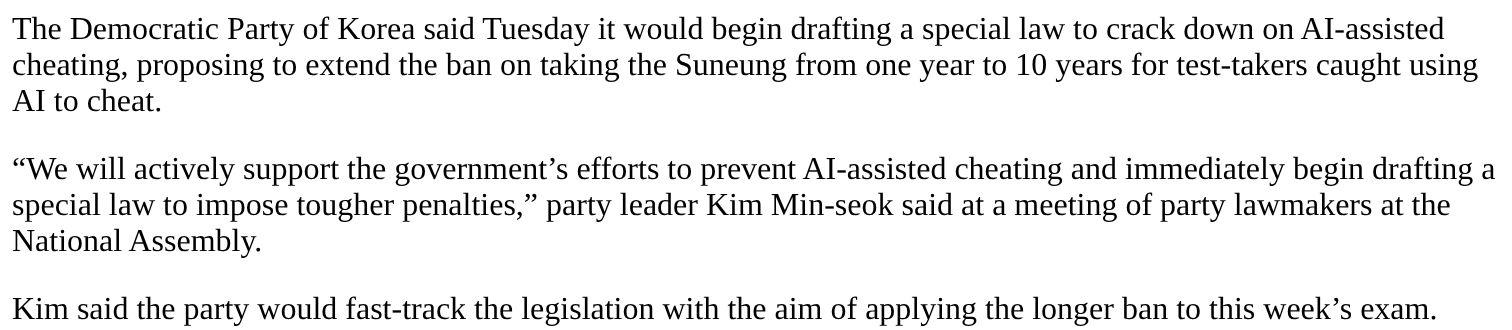 The Democratic Party of Korea said Tuesday it would begin drafting a special law to crack down on AI-assisted
cheating, proposing to extend the ban on taking the Suneung from one year to 10 years for test-takers caught using
AI to cheat.
“We will actively support the government’s efforts to prevent AI-assisted cheating and immediately begin drafting a
special law to impose tougher penalties,” party leader Kim Min-seok said at a meeting of party lawmakers at the
National Assembly.
Kim said the party would fast-track the legislation with the aim of applying the longer ban to this week’s exam.